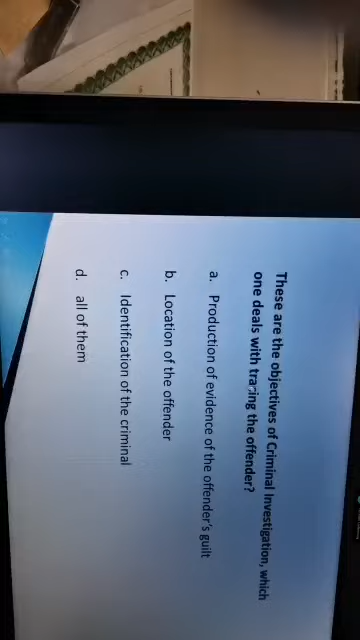 These are the objectives of Criminal Investigation, which
one deals with tracing the offender?
a. Production of evidence of the offender's guilt
b. Location of the offender
c. Identification of the criminal
d. all of them